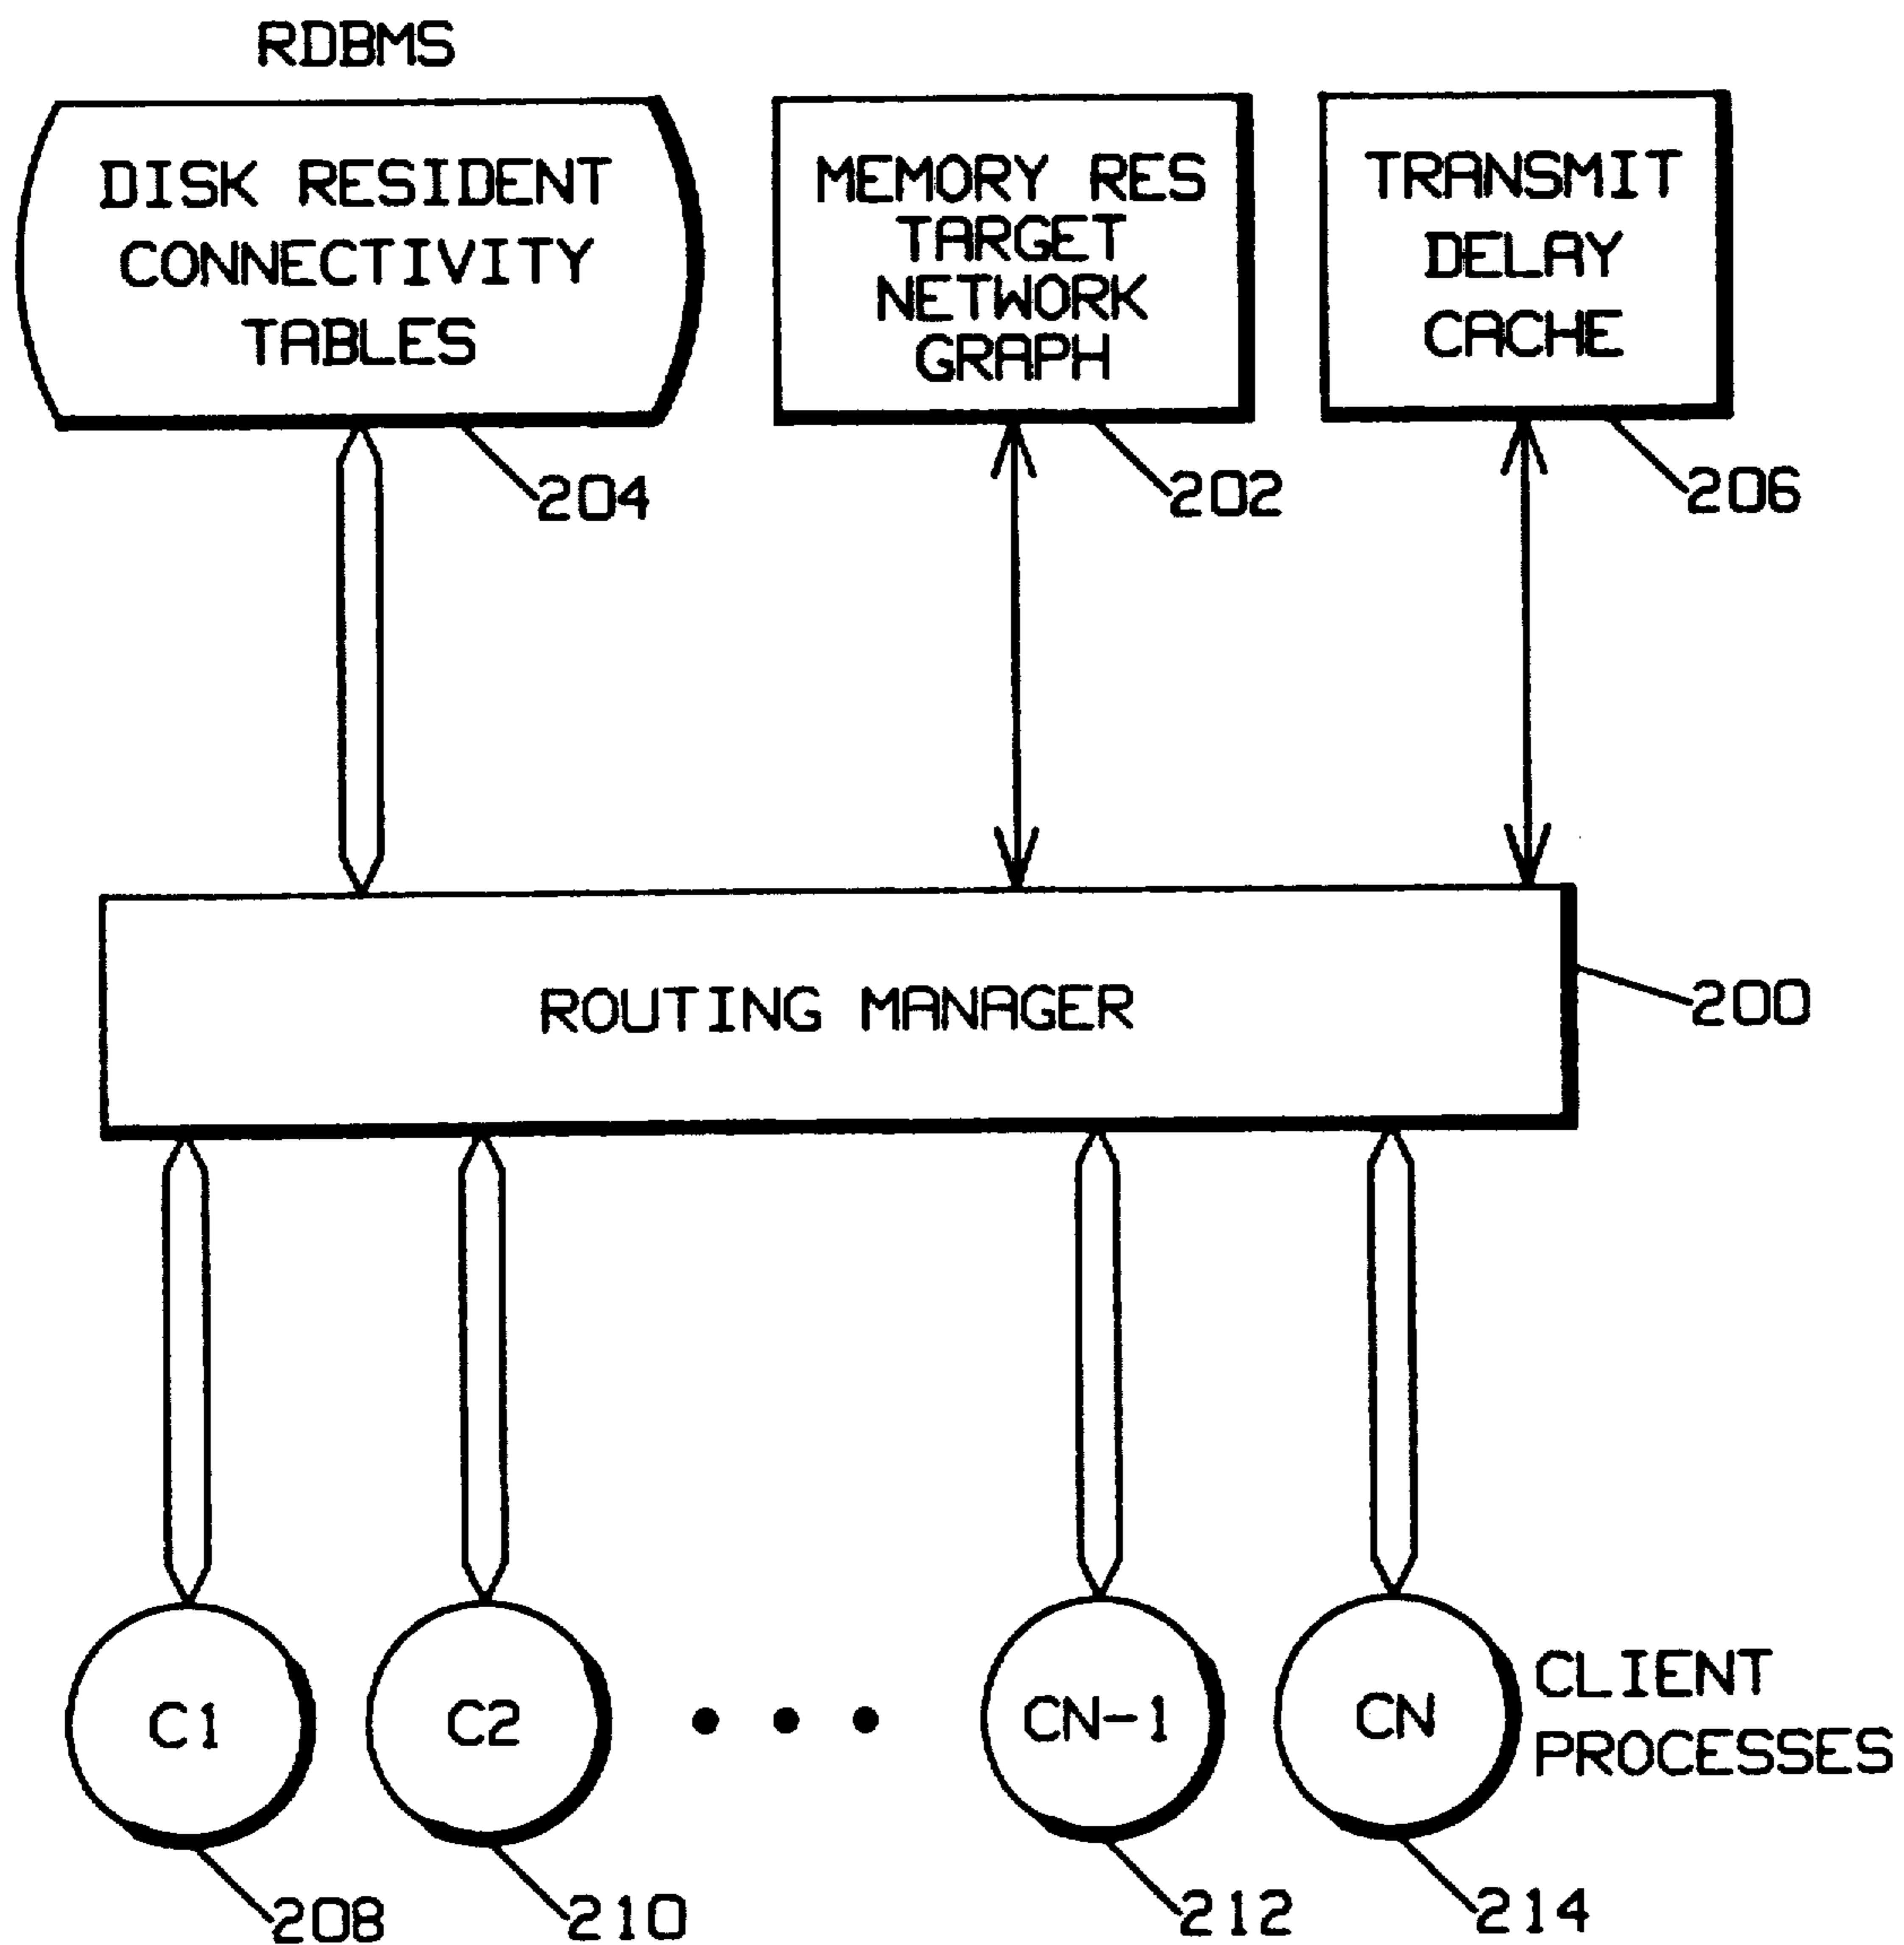 RDBMS
DISK RESIDENT
CONNECTIVITY
TABLES
204
MEMORY RES
TARGET
NETWORK
GRAPH
202
TRANSMIT
DELAY
CACHE
206
ROUTING MANAGER
200
C1
208
C2
210
CN-1
212
CN
214
CLIENT
PROCESSES